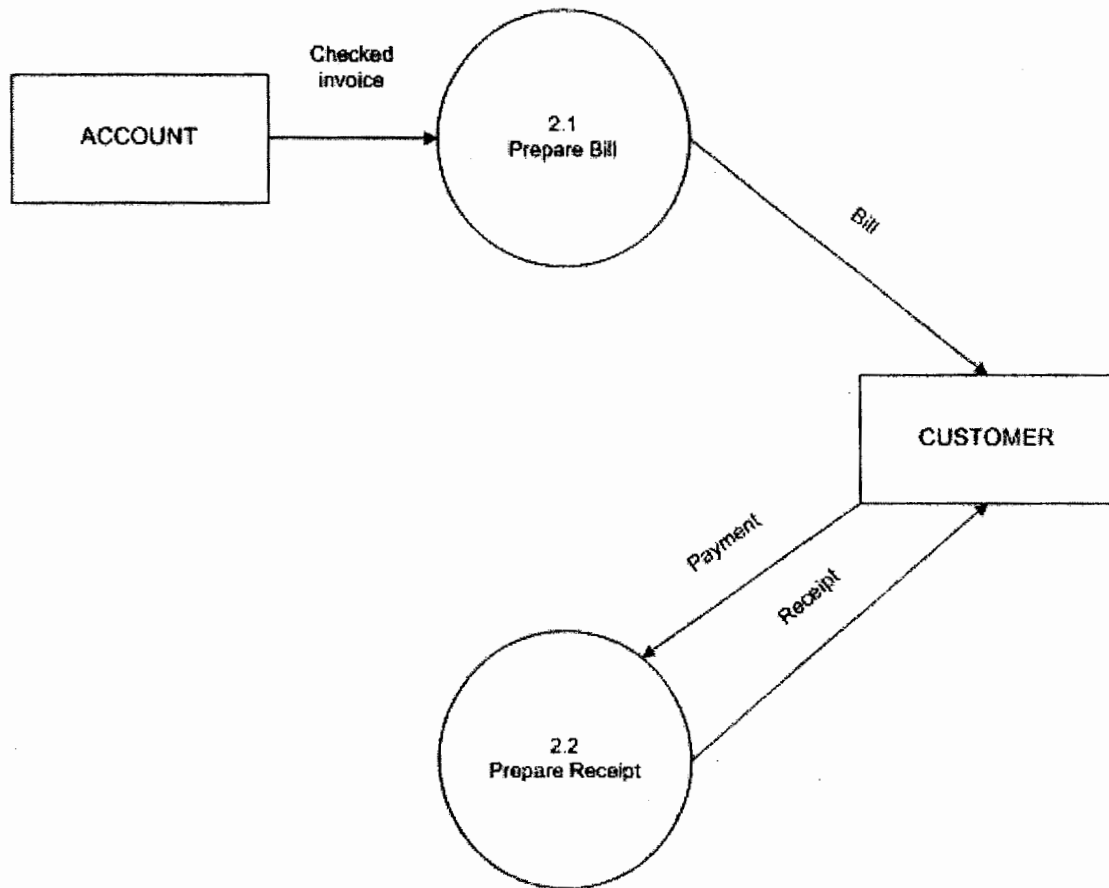 Checked
invoice
ACCOUNT
2.1
Prepare Bill
Bill
CUSTOMER
Payment
Receipt
2.2
Prepare Receipt